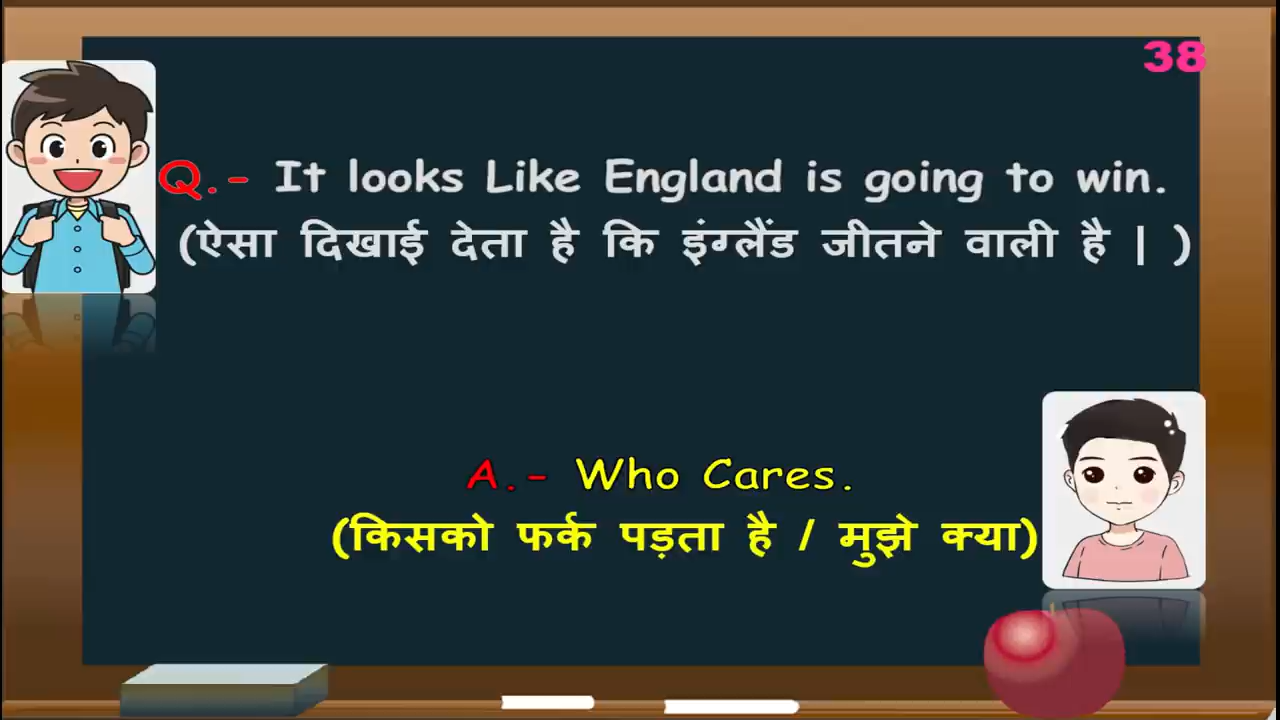 38
Q.- It looks Like England is going to win.
(ऐसा दिखाई देता है कि इंग्लैंड जीतने वाली है | )
A.- Who Cares.
(किसको फर्क पड़ता है / मुझे क्या)